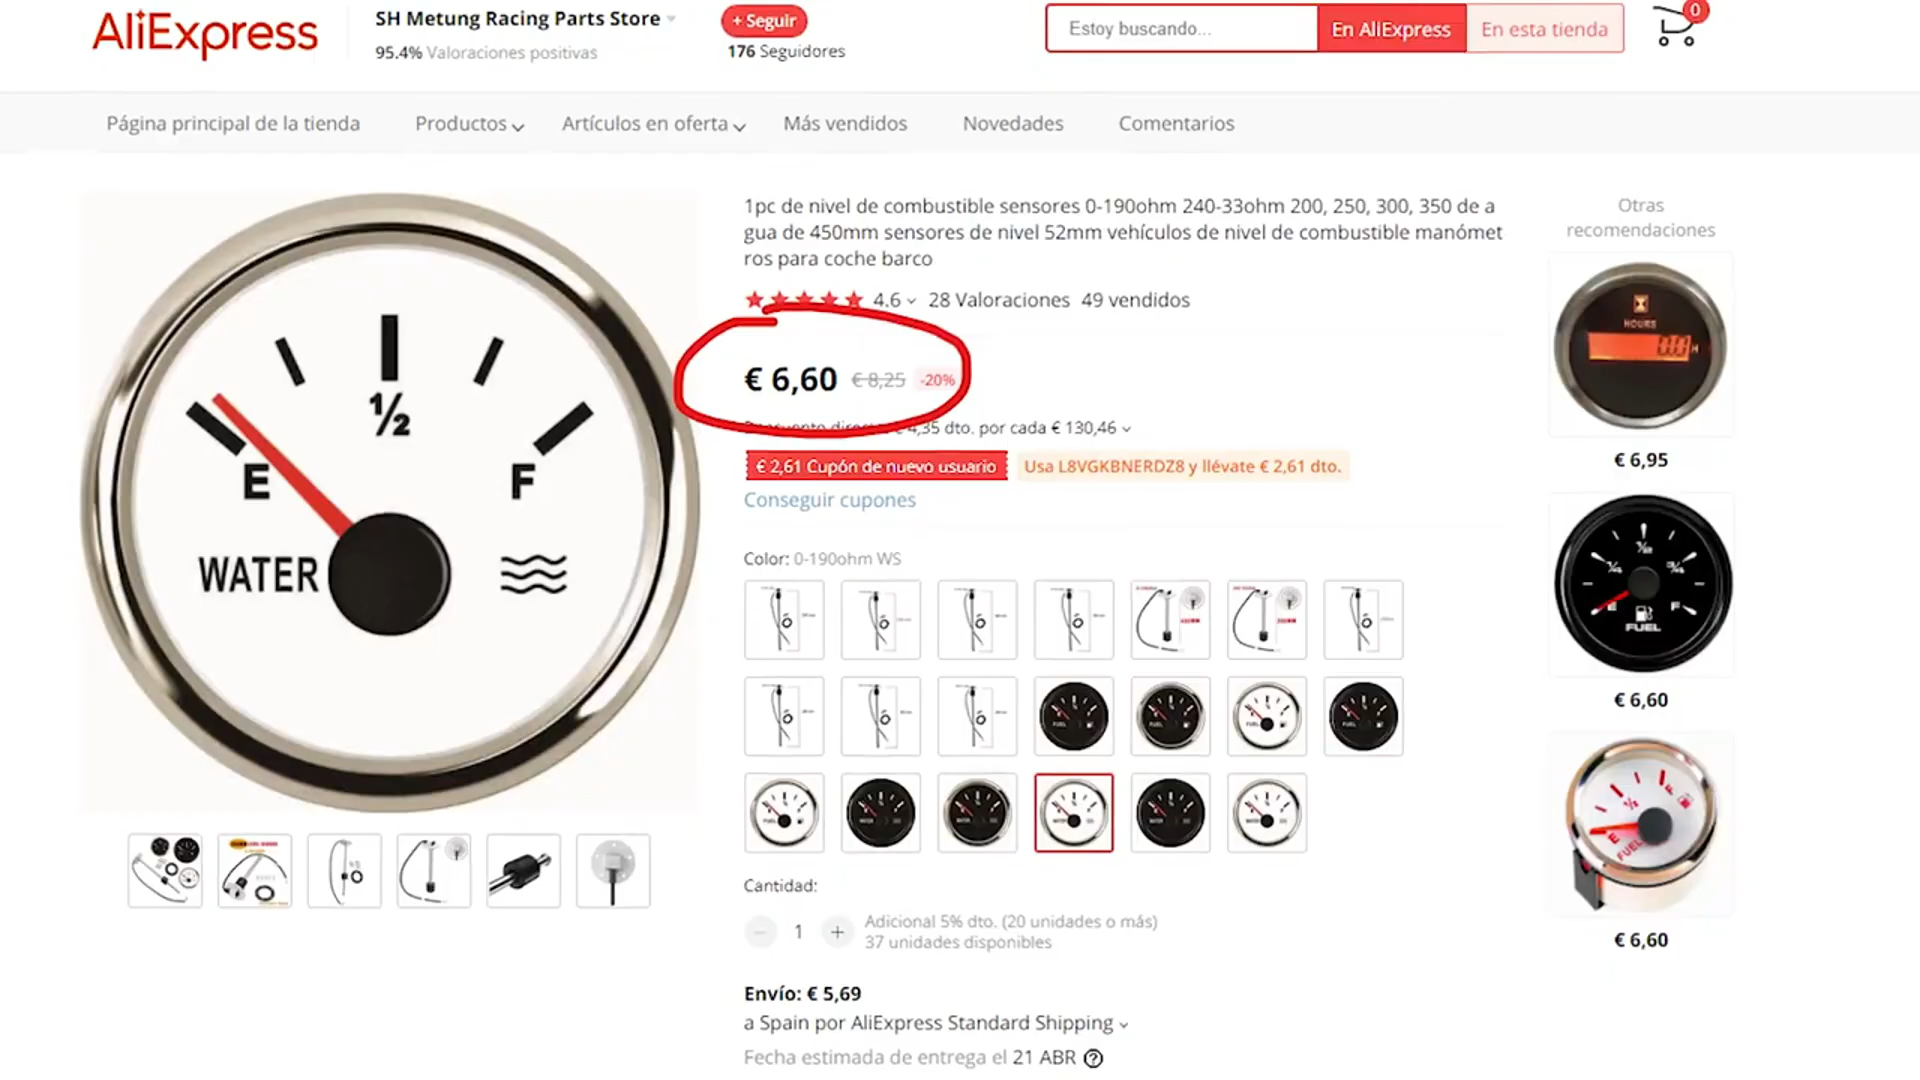 AliExpress
SH Metung Racing Parts Store
95.4% Valoraciones positivas
+ Seguir
176 Seguidores
Estoy buscando...
En AliExpress
En esta tienda
0
Página principal de la tienda
Productos
Artículos en oferta
Más vendidos
Novedades
Comentarios
1/2
E
F
WATER
1pc de nivel de combustible sensores 0-190ohm 240-33ohm 200, 250, 300, 350 de a
gua de 450mm sensores de nivel 52mm vehículos de nivel de combustible manómet
ros para coche barco
4.6
28 Valoraciones
49 vendidos
€ 6,60
€ 8,25
-20%
€ 4,35 dto. por cada € 130,46
€ 2,61 Cupón de nuevo usuario
Usa L8VGKBNERDZ8 y llévate € 2,61 dto.
Conseguir cupones
Color: 0-190ohm WS
Cantidad:
1
+
Adicional 5% dto. (20 unidades o más)
37 unidades disponibles
Envío: € 5,69
a Spain por AliExpress Standard Shipping
Fecha estimada de entrega el 21 ABR
Otras
recomendaciones
HOURS
€ 6,95
1/2
E
F
FUEL
€ 6,60
E
F
FUEL
€ 6,60